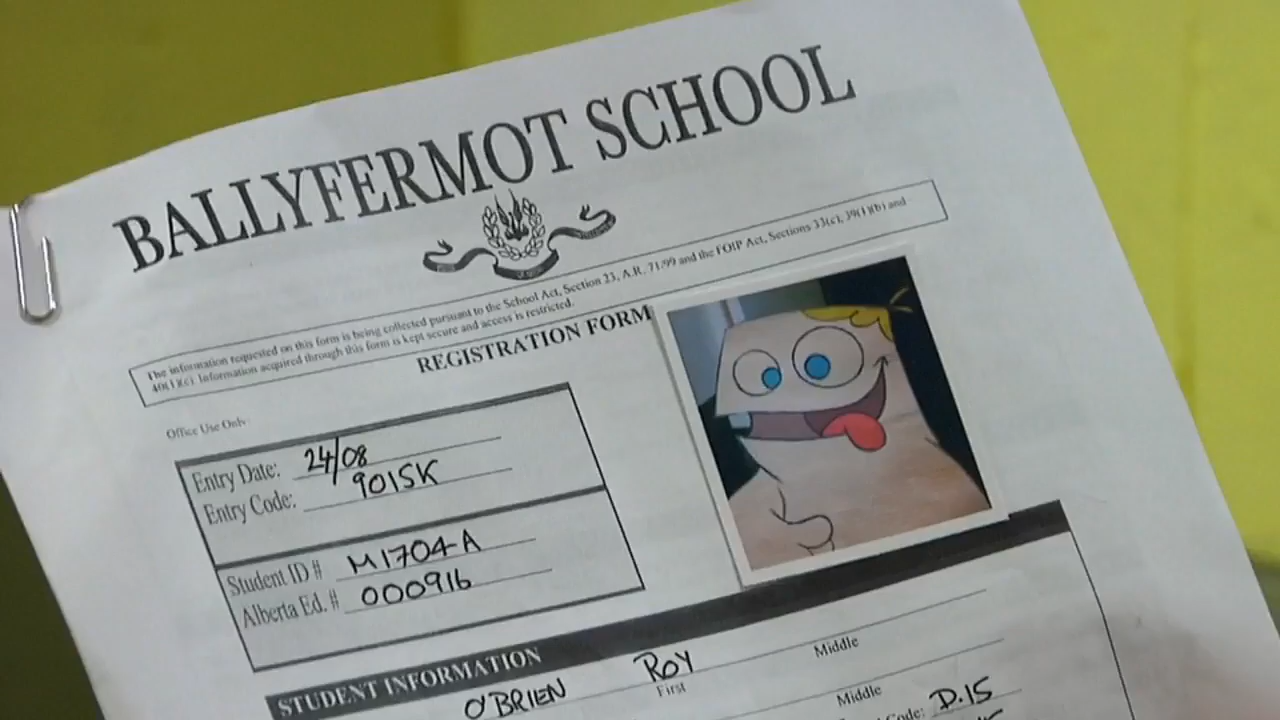 BALLYFERMOT SCHOOL
The information requested on this form is being collected pursuant to the School Act, Section 23, A.R. 71/99 and the FOIP Act, Sections 33(c), 39(1)(b) and
40(1)(c). Information acquired through this form is kept secure and access is restricted.
REGISTRATION FORM
Office Use Only
Entry Date: 24/08
Entry Code: 901SK
Student ID # M1704A
Alberta Ed. # 000916
STUDENT INFORMATION
O'BRIEN ROY
First Middle
Middle
Code: D.15